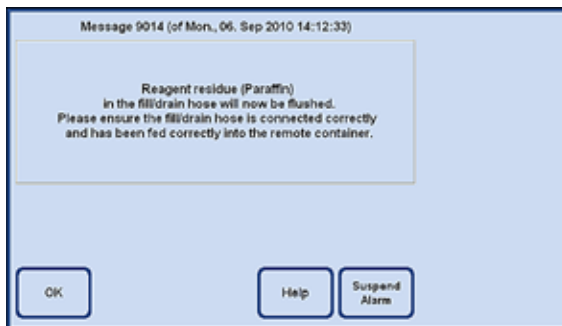 Message 9014 (of Mon., 06. Sep 2010 14:12:33)
Reagent residue (Paraffin)
in the fill/drain hose will now be flushed.
Please ensure the fill/drain hose is connected correctly
and has been fed correctly into the remote container.
OK
Help
Suspend
Alarm